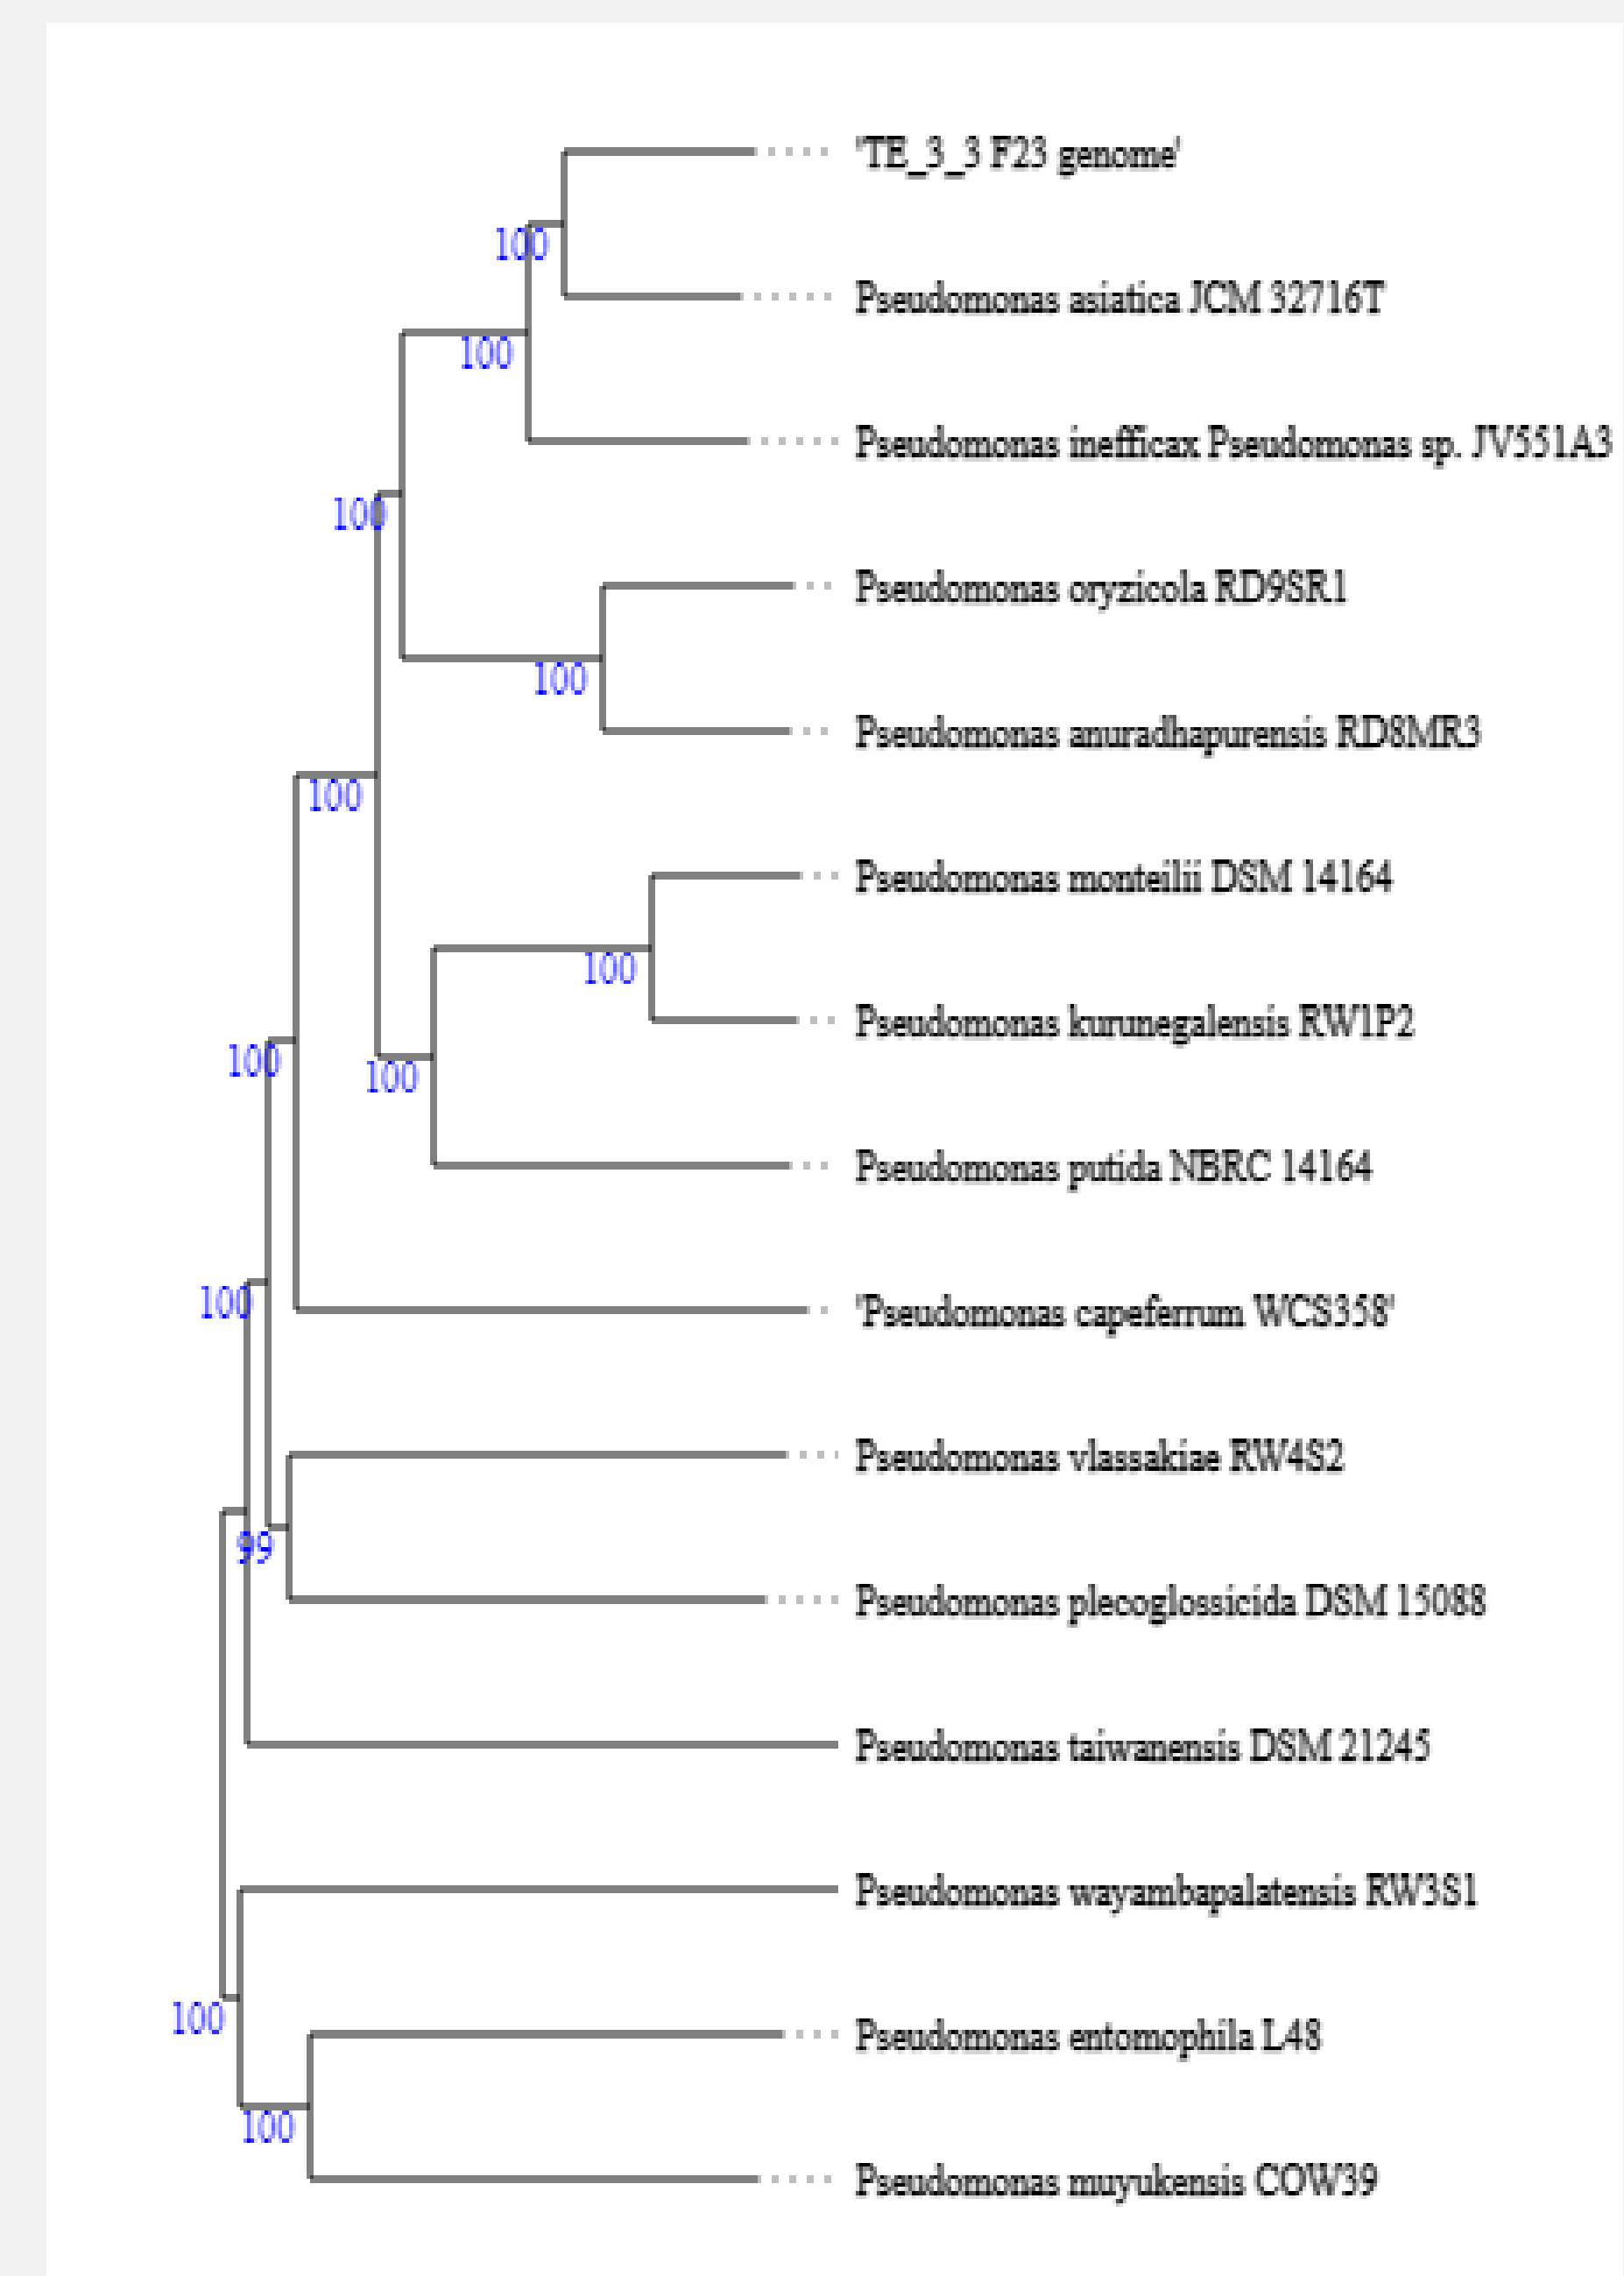 'TE_3_3 F23 genome'
100
Pseudomonas asiatica JCM 32716T
100
Pseudomonas inefficax Pseudomonas sp. JV551A3
100
Pseudomonas oryzicola RD9SR1
100
Pseudomonas anuradhapurensis RD8MR3
100
Pseudomonas monteilii DSM 14164
100
Pseudomonas kurunegalensis RW1P2
100
100
Pseudomonas putida NBRC 14164
100
'Pseudomonas capeferrum WCS358'
Pseudomonas vlassakiae RW4S2
99
Pseudomonas plecoglossicida DSM 15088
Pseudomonas taiwanensis DSM 21245
Pseudomonas wayambapalatensis RW3S1
100
Pseudomonas entomophila L48
100
Pseudomonas muyukensis COW39